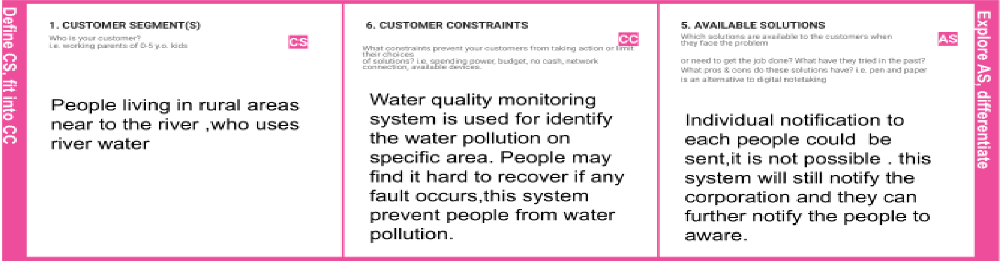 Define CS, fit into CC
1. CUSTOMER SEGMENT(S)
Who is your customer?
i.e. working parents of 0-5 y.o. kids
CS
People living in rural areas
near to the river ,who uses
river water
6. CUSTOMER CONSTRAINTS
CC
What constraints prevent your customers from taking action or limit
their choices
of solutions? i.e. spending power, budget, no cash, network
connection, available devices.
Water quality monitoring
system is used for identify
the water pollution on
specific area. People may
find it hard to recover if any
fault occurs,this system
prevent people from water
pollution.
5. AVAILABLE SOLUTIONS
Which solutions are available to the customers when
they face the problem
AS
or need to get the job done? What have they tried in the past?
What pros & cons do these solutions have? i.e. pen and paper
is an alternative to digital notetaking
Individual notification to
each people could  be
sent,it is not possible . this
system will still notify the
corporation and they can
further notify the people to
aware.
Explore AS, differentiate